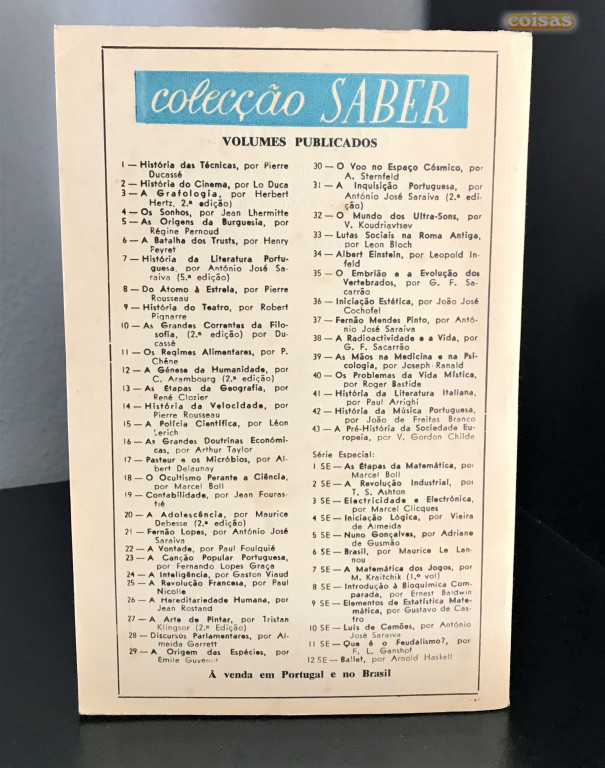 coisas
colecção SABER
VOLUMES PUBLICADOS
1 — História das Técnicas, por Pierre
Ducassé
2 — História do Cinema, por Lo Duca
3 — A Grafologia, por Herbert
Hertz, 2.ª edição)
4 — Os Sonhos, por Jean Lhermitte
5 — As Origens da Burguesia, por
Régine Pernoud
6 — A Batalha dos Trusts, por Henry
Peyret
7 — História da Literatura Portu-
guesa, por António José Sa-
raiva (5.ª edição)
8 — Do Átomo à Estrela, por Pierre
Rousseau
9 — História do Teatro, por Robert
Pignarre
10 — As Grandes Correntes da Filo-
sofia, (2.ª edição) por Du-
cassé
11 — Os Regimes Alimentares, por P.
Chêne
12 — A Génese da Humanidade, por
C. Arambourg (2.ª edição)
13 — As Etapas da Geografia, por
René Clozier
14 — História da Velocidade, por
Pierre Rousseau
15 — A Polícia Científica, por Léon
Lerich
16 — As Grandes Doutrinas Económi-
cas, por Arthur Taylor
17 — Pasteur e os Micróbios, por Al-
bert Delaunay
18 — O Ocultismo Perante a Ciência,
por Marcel Boll
19 — Contabilidade, por Jean Fouras-
tié
20 — A Adolescência, por Maurice
Debesse (2.ª edição)
21 — Fernão Lopes, por António José
Saraiva
22 — A Vontade, por Paul Foulquié
23 — A Canção Popular Portuguesa,
por Fernando Lopes Graça
24 — A Inteligência, por Gaston Viaud
25 — A Revolução Francesa, por Paul
Nicolle
26 — A Hereditariedade Humana, por
Jean Rostand
27 — A Arte de Pintar, por Tristan
Klingsor (2.ª Edição)
28 — Discursos Parlamentares, por Al-
meida Garrett
29 — A Origem das Espécies, por
Émile Guyenot
30 — O Voo no Espaço Cósmico, por
A. Sternfeld
31 — A Inquisição Portuguesa, por
António José Saraiva (2.ª edi-
ção)
32 — O Mundo dos Ultra-Sons, por
V. Koudriavtsev
33 — Lutas Sociais na Roma Antiga,
por Leon Bloch
34 — Albert Einstein, por Leopold In-
feld
35 — O Embrião e a Evolução dos
Vertebrados, por G. F. Sa-
carrão
36 — Iniciação Estética, por João José
Cochofel
37 — Fernão Mendes Pinto, por Antó-
nio José Saraiva
38 — A Radioactividade e a Vida, por
G. F. Sacarrão
39 — As Mãos na Medicina e na Psi-
cologia, por Joseph Ranald
40 — Os Problemas da Vida Mística,
por Roger Bastide
41 — História da Literatura Italiana,
por Paul Arrighi
42 — História da Música Portuguesa,
por João de Freitas Branco
43 — A Pré-História da Sociedade Eu-
ropeia, por V. Gordon Childe
Série Especial:
1 SE — As Etapas da Matemática, por
Marcel Boll
2 SE — A Revolução Industrial, por
T. S. Ashton
3 SE — Electricidade e Electrónica,
por Marcel Clicques
4 SE — Iniciação Lógica, por Vieira
de Almeida
5 SE — Nuno Gonçalves, por Adriano
de Gusmão
6 SE — Brasil, por Maurice Le Lan-
nou
7 SE — A Matemática dos Jogos, por
M. Kraitchik (1.º vol)
8 SE — Introdução à Bioquímica Com-
parada, por Ernest Baldwin
9 SE — Elementos de Estatística Mate-
mática, por Gustavo de Cas-
tro
10 SE — Luís de Camões, por António
José Saraiva
11 SE — Que é o Feudalismo?, por
F. L. Ganshof
12 SE — Ballet, por Arnold Haskell
À venda em Portugal e no Brasil